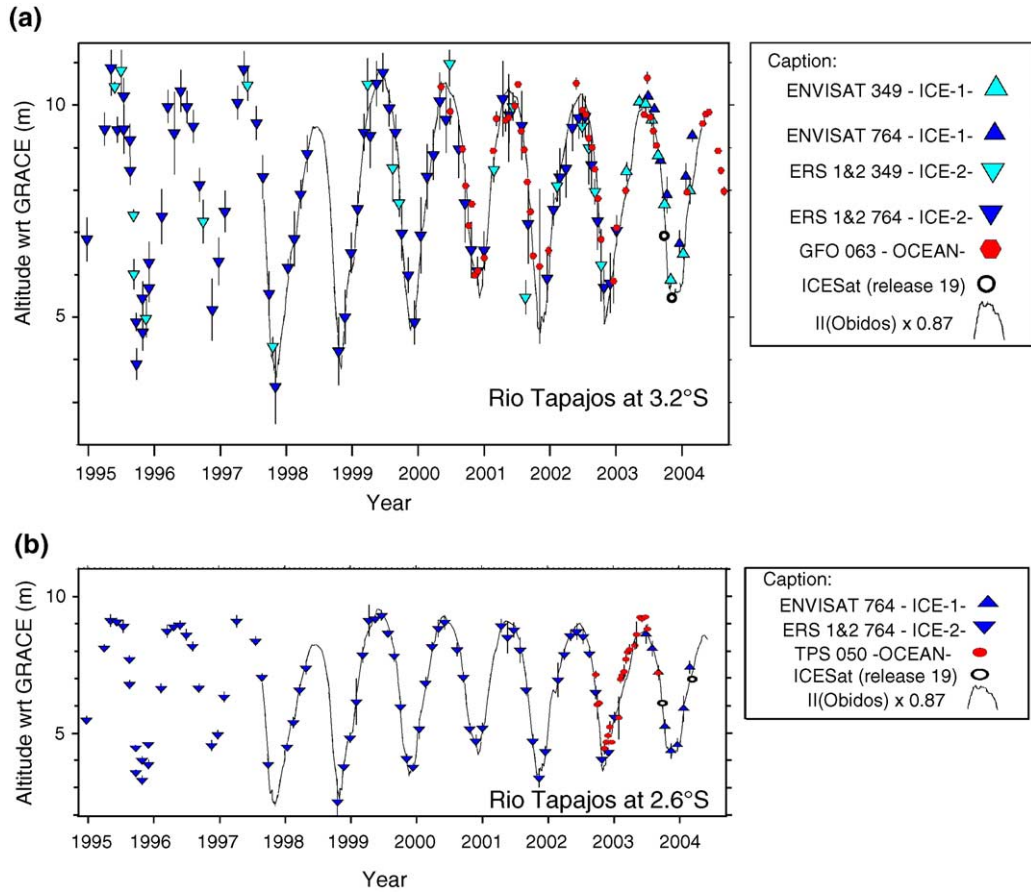 (a)
Altitude wrt GRACE (m)
10
5
Rio Tapajos at 3.2°S
1995 1996 1997 1998 1999 2000 2001 2002 2003 2004
Year
Caption:
ENVISAT 349 - ICE-1-
ENVISAT 764 - ICE-1-
ERS 1&2 349 - ICE-2-
ERS 1&2 764 - ICE-2-
GFO 063 - OCEAN-
ICESat (release 19)
II(Obidos) x 0.87
(b)
Altitude wrt GRACE (m)
10
5
Rio Tapajos at 2.6°S
1995 1996 1997 1998 1999 2000 2001 2002 2003 2004
Year
Caption:
ENVISAT 764 - ICE-1-
ERS 1&2 764 - ICE-2-
TPS 050 -OCEAN-
ICESat (release 19)
II(Obidos) x 0.87